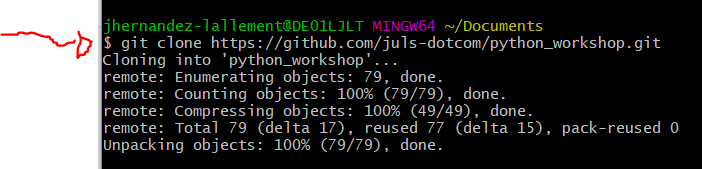 jhernandez-lallement@DE01LJLT MINGW64 ~/Documents
$ git clone https://github.com/juls-dotcom/python_workshop.git
Cloning into 'python_workshop'...
remote: Enumerating objects: 79, done.
remote: Counting objects: 100% (79/79), done.
remote: Compressing objects: 100% (49/49), done.
remote: Total 79 (delta 17), reused 77 (delta 15), pack-reused 0
Unpacking objects: 100% (79/79), done.